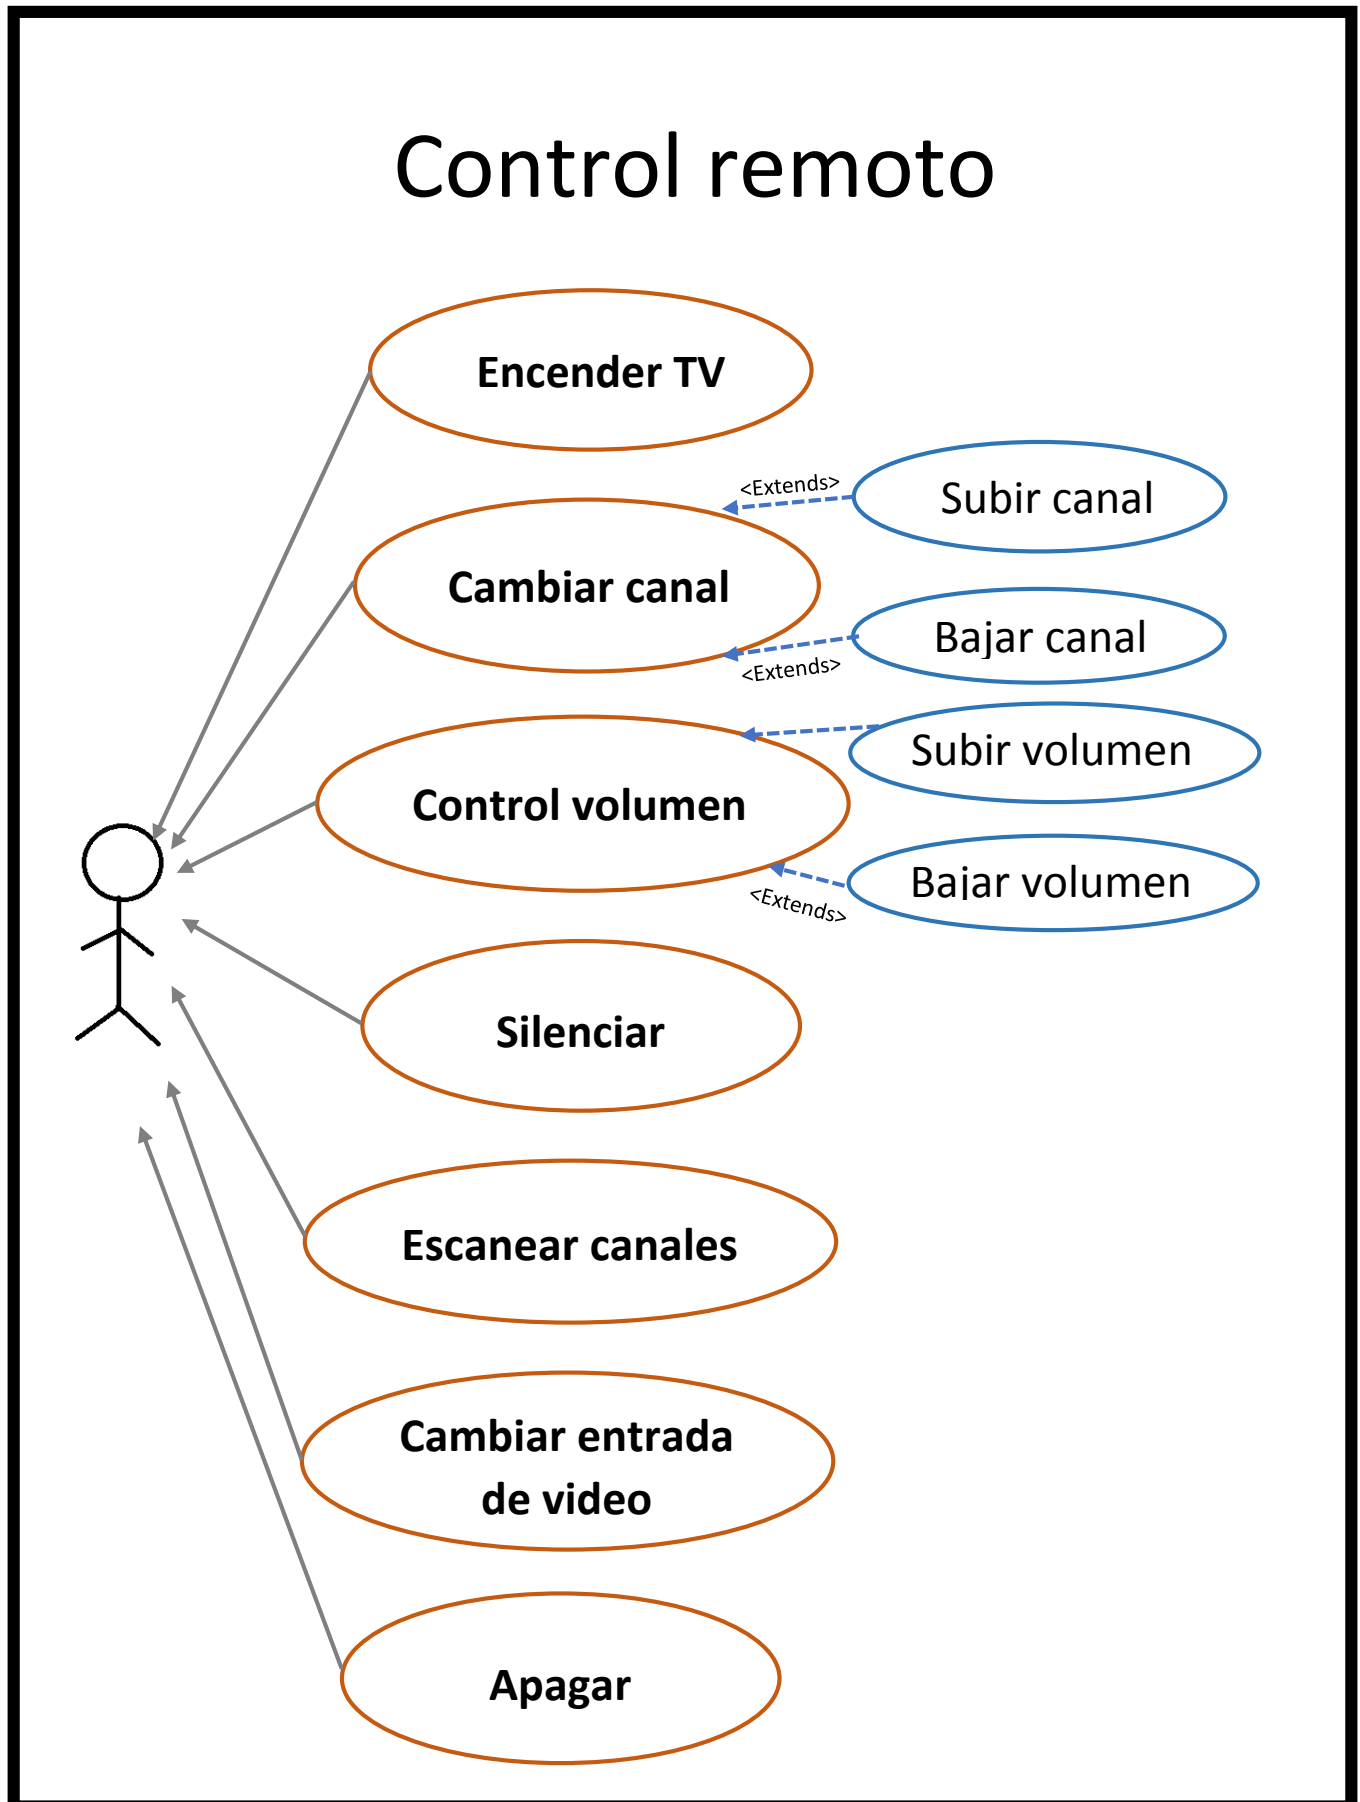 Control remoto
Encender TV
<Extends>
Subir canal
Cambiar canal
Bajar canal
<Extends>
Subir volumen
Control volumen
Bajar volumen
<Extends>
Silenciar
Escanear canales
Cambiar entrada
de video
Apagar